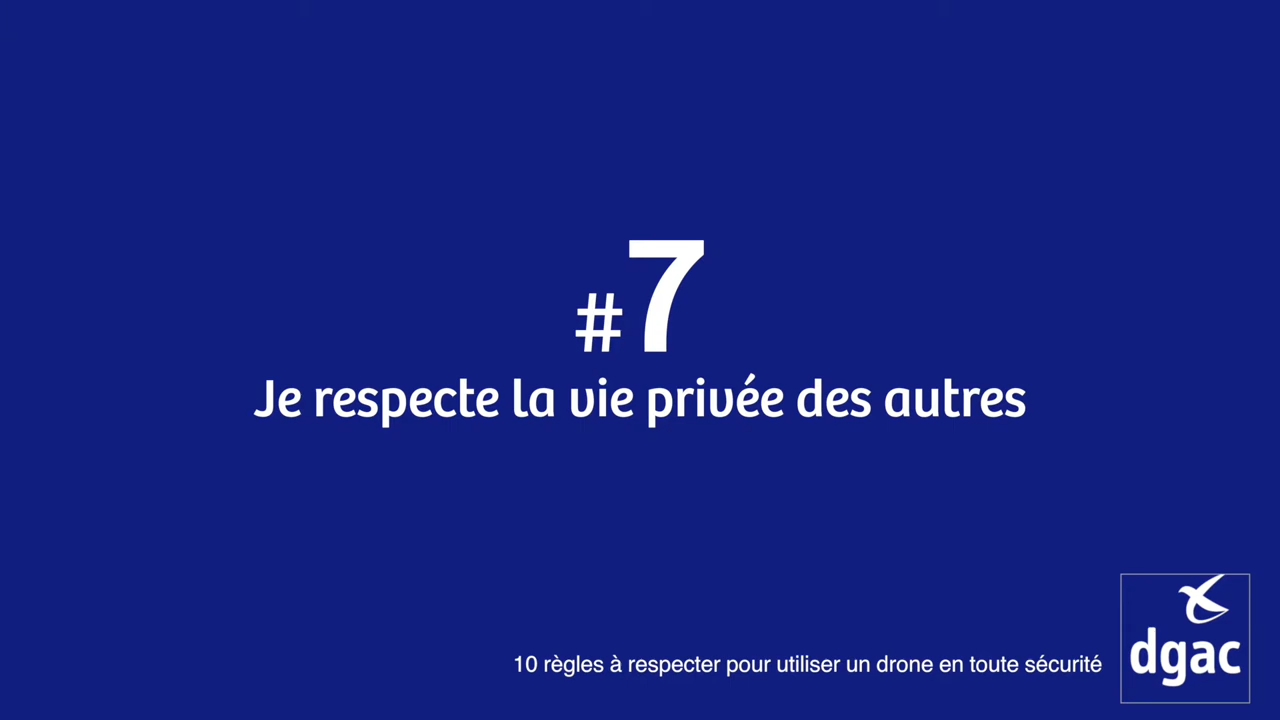 #7
Je respecte la vie privée des autres
10 règles à respecter pour utiliser un drone en toute sécurité
dgac